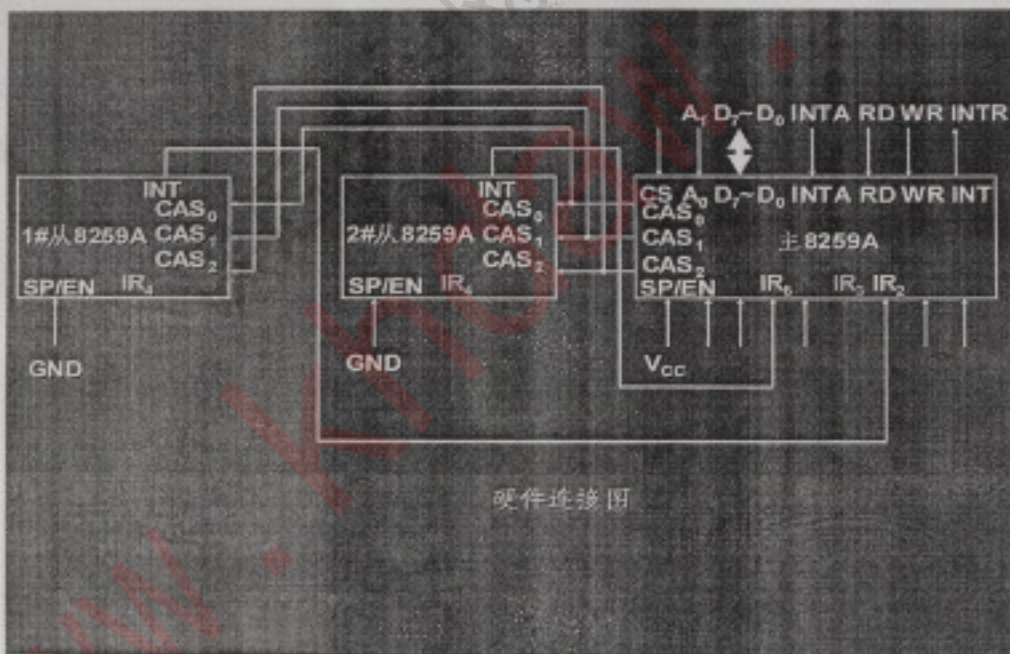 A₁ D₇~D₀ INTA RD WR INTR
INT
CAS₀
1#从8259A CAS₁
CAS₂
SP/EN IR₄
GND
INT
CAS₀
2#从8259A CAS₁
CAS₂
SP/EN IR₄
GND
CS A₀ D₇~D₀ INTA RD WR INT
CAS₀
CAS₁ 主8259A
CAS₂
SP/EN IR₆ IR₃ IR₂
V_CC
硬件连接图